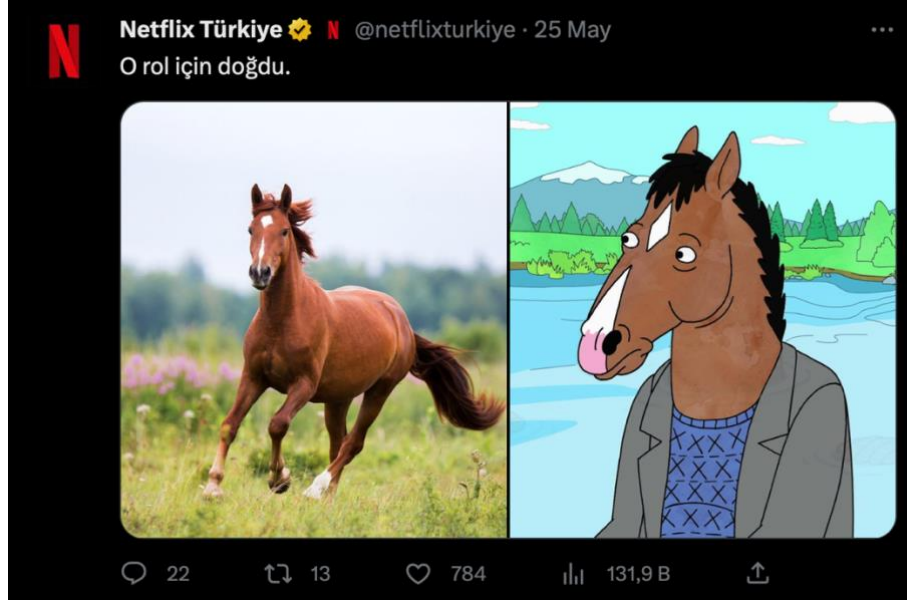 Netflix Türkiye N @netflixturkiye · 25 May
O rol için doğdu.
22 13 784 131,9 B